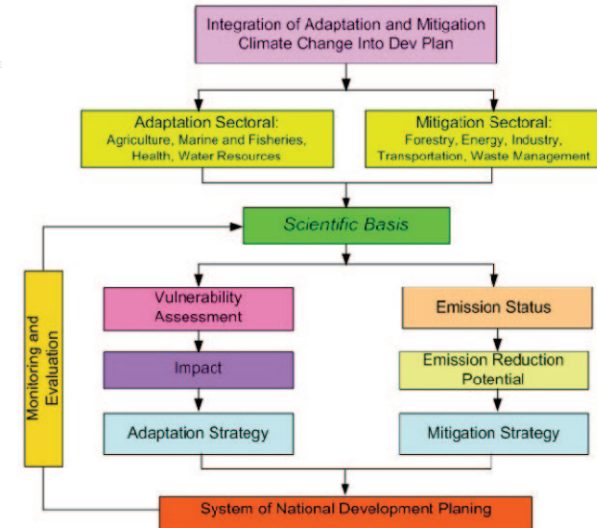 Integration of Adaptation and Mitigation
Climate Change Into Dev Plan
Adaptation Sectoral:
Agriculture, Marine and Fisheries,
Health, Water Resources
Mitigation Sectoral:
Forestry, Energy, Industry,
Transportation, Waste Management
Scientific Basis
Vulnerability
Assessment
Emission Status
Monitoring and
Evaluation
Impact
Emission Reduction
Potential
Adaptation Strategy
Mitigation Strategy
System of National Development Planing